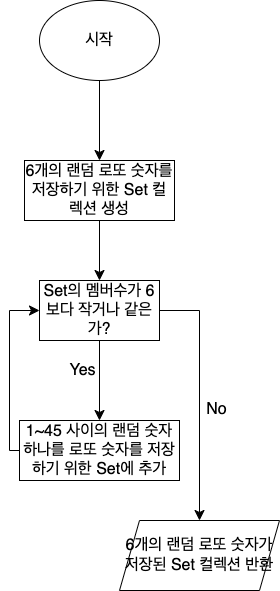 시작
6개의 랜덤 로또 숫자를
저장하기 위한 Set 컬
렉션 생성
Set의 멤버수가 6
보다 작거나 같은
가?
Yes
No
1~45 사이의 랜덤 숫자
하나를 로또 숫자를 저장
하기 위한 Set에 추가
6개의 랜덤 로또 숫자가
저장된 Set 컬렉션 반환